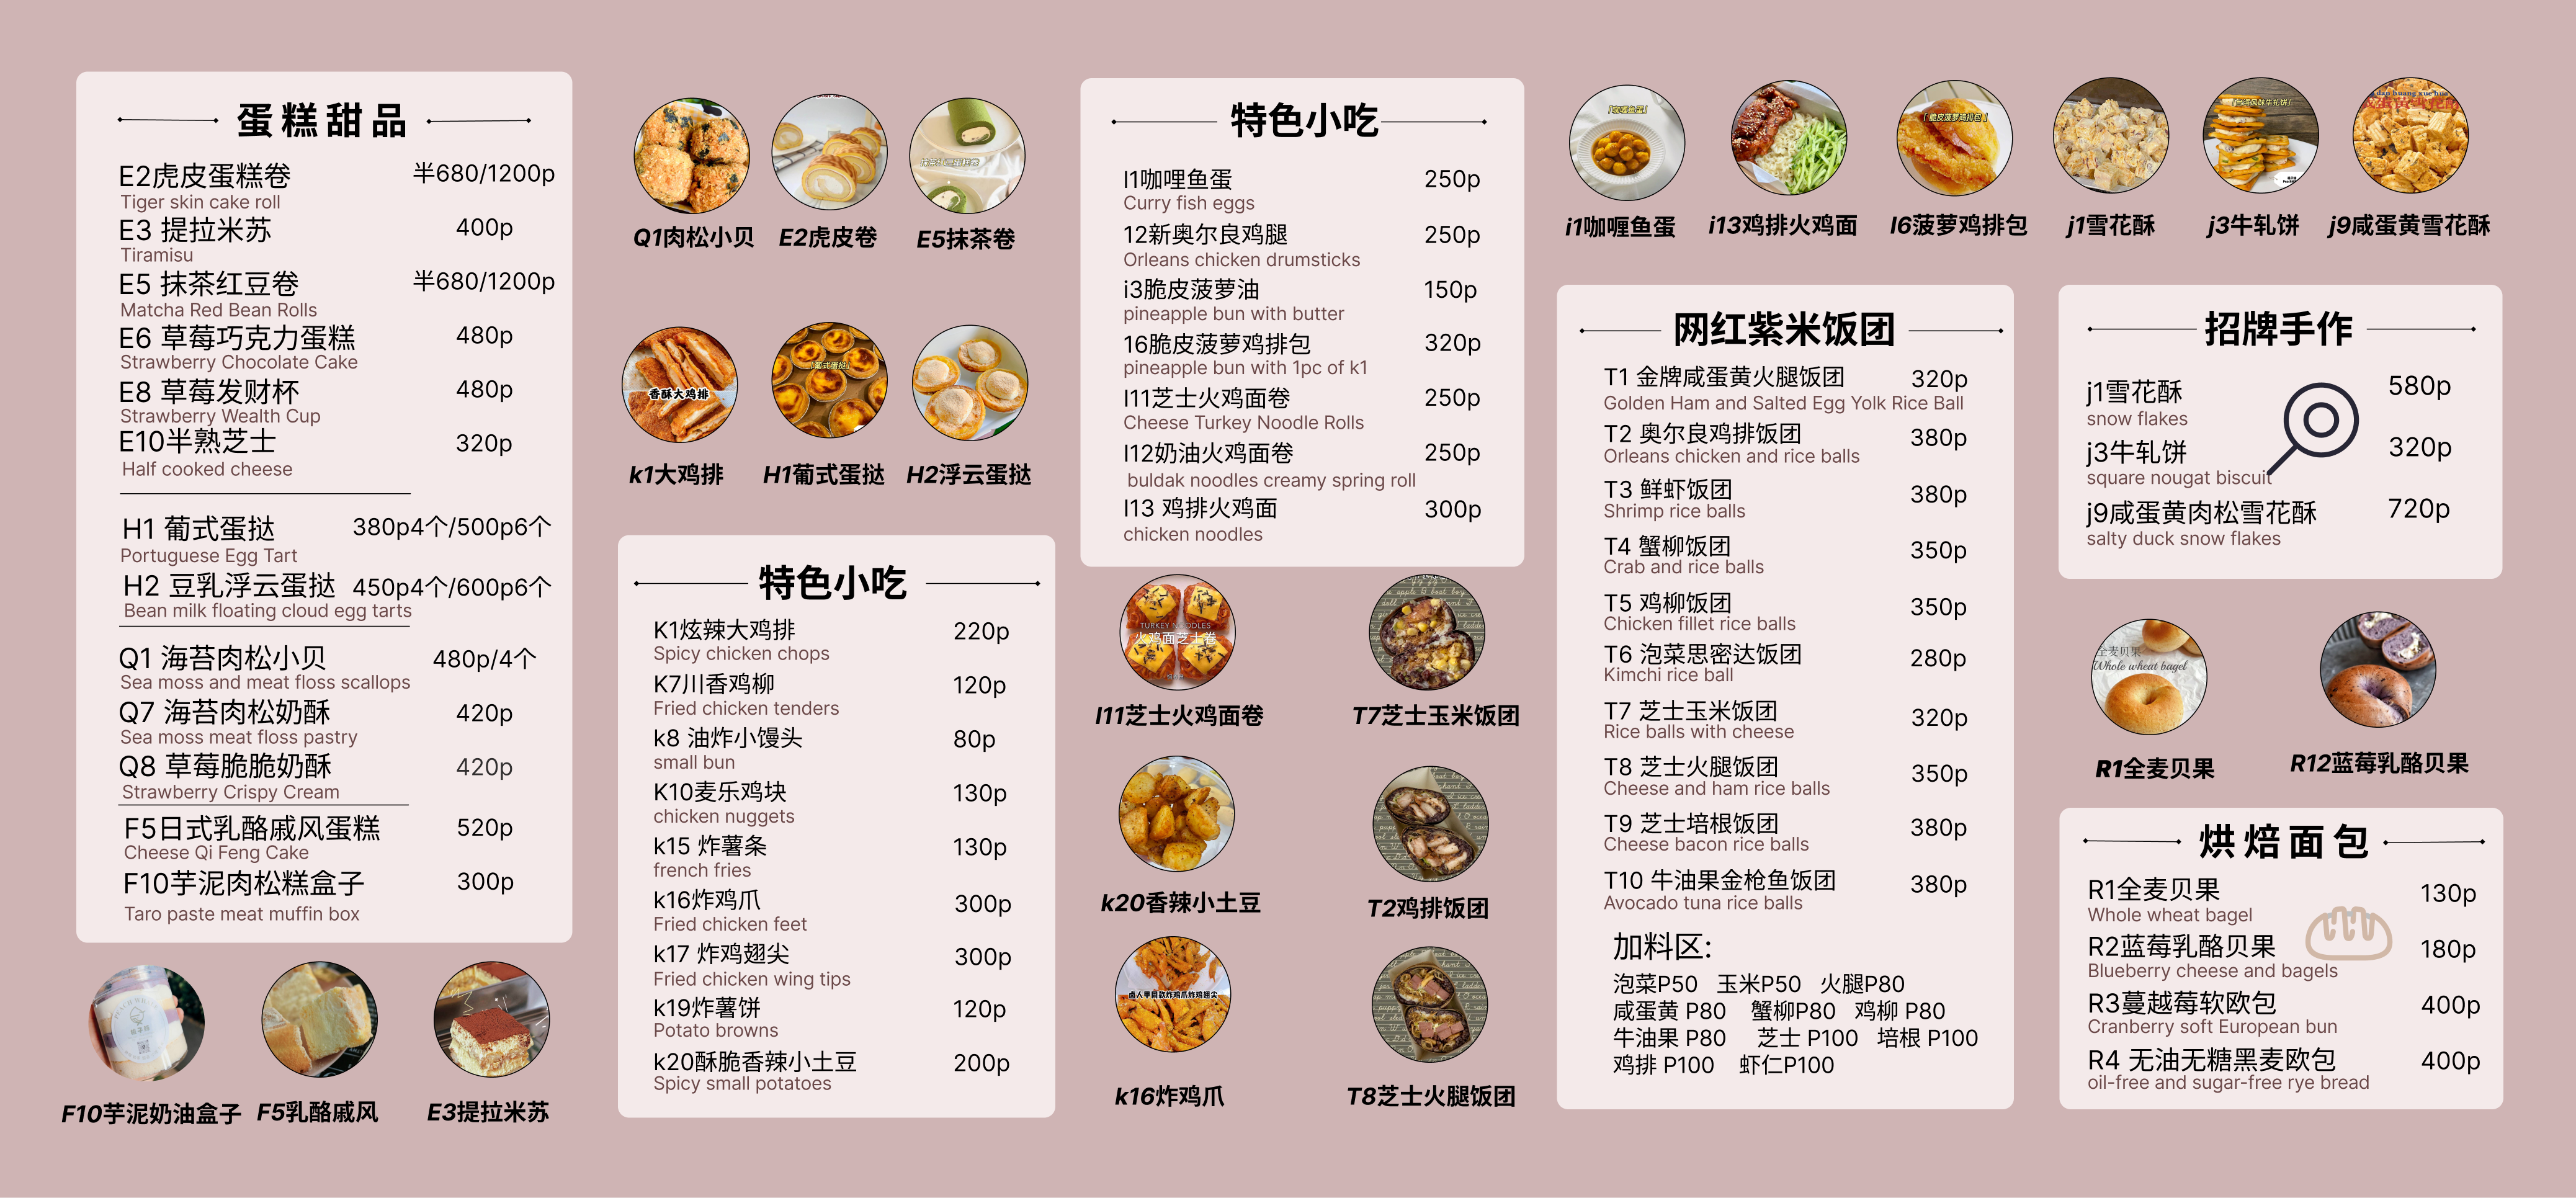 蛋糕甜品
E2虎皮蛋糕卷 半680/1200p
Tiger skin cake roll
E3 提拉米苏 400p
Tiramisu
E5 抹茶红豆卷 半680/1200p
Matcha Red Bean Rolls
E6 草莓巧克力蛋糕 480p
Strawberry Chocolate Cake
E8 草莓发财杯 480p
Strawberry Wealth Cup
E10半熟芝士 320p
Half cooked cheese
H1 葡式蛋挞 380p4个/500p6个
Portuguese Egg Tart
H2 豆乳浮云蛋挞 450p4个/600p6个
Bean milk floating cloud egg tarts
Q1 海苔肉松小贝 480p/4个
Sea moss and meat floss scallops
Q7 海苔肉松奶酥 420p
Sea moss meat floss pastry
Q8 草莓脆脆奶酥 420p
Strawberry Crispy Cream
F5日式乳酪戚风蛋糕 520p
Cheese Qi Feng Cake
F10芋泥肉松糕盒子 300p
Taro paste meat muffin box
F10芋泥奶油盒子
F5乳酪戚风
E3提拉米苏
Q1肉松小贝
E2虎皮卷
E5抹茶卷
香酥大鸡排
「葡式蛋挞」
k1大鸡排
H1葡式蛋挞
H2浮云蛋挞
特色小吃
K1炫辣大鸡排 220p
Spicy chicken chops
K7川香鸡柳 120p
Fried chicken tenders
k8 油炸小馒头 80p
small bun
K10麦乐鸡块 130p
chicken nuggets
k15 炸薯条 130p
french fries
k16炸鸡爪 300p
Fried chicken feet
k17 炸鸡翅尖 300p
Fried chicken wing tips
k19炸薯饼 120p
Potato browns
k20酥脆香辣小土豆 200p
Spicy small potatoes
特色小吃
I1咖哩鱼蛋 250p
Curry fish eggs
12新奥尔良鸡腿 250p
Orleans chicken drumsticks
i3脆皮菠萝油 150p
pineapple bun with butter
16脆皮菠萝鸡排包 320p
pineapple bun with 1pc of k1
I11芝士火鸡面卷 250p
Cheese Turkey Noodle Rolls
I12奶油火鸡面卷 250p
buldak noodles creamy spring roll
I13 鸡排火鸡面 300p
chicken noodles
TURKEY NOODLES
火鸡面芝士卷
I11芝士火鸡面卷
T7芝士玉米饭团
k20香辣小土豆
T2鸡排饭团
k16炸鸡爪
T8芝士火腿饭团
「咖喱鱼蛋」
「脆皮菠萝鸡排包」
i1咖喱鱼蛋
i13鸡排火鸡面
I6菠萝鸡排包
j1雪花酥
j3牛轧饼
j9咸蛋黄雪花酥
网红紫米饭团
T1 金牌咸蛋黄火腿饭团 320p
Golden Ham and Salted Egg Yolk Rice Ball
T2 奥尔良鸡排饭团 380p
Orleans chicken and rice balls
T3 鲜虾饭团 380p
Shrimp rice balls
T4 蟹柳饭团 350p
Crab and rice balls
T5 鸡柳饭团 350p
Chicken fillet rice balls
T6 泡菜思密达饭团 280p
Kimchi rice ball
T7 芝士玉米饭团 320p
Rice balls with cheese
T8 芝士火腿饭团 350p
Cheese and ham rice balls
T9 芝士培根饭团 380p
Cheese bacon rice balls
T10 牛油果金枪鱼饭团 380p
Avocado tuna rice balls
加料区:
泡菜P50 玉米P50 火腿P80
咸蛋黄 P80 蟹柳P80 鸡柳 P80
牛油果 P80 芝士 P100 培根 P100
鸡排 P100 虾仁P100
招牌手作
j1雪花酥 580p
snow flakes
j3牛轧饼 320p
square nougat biscuit
j9咸蛋黄肉松雪花酥 720p
salty duck snow flakes
全麦贝果
Whole wheat bagel
R1全麦贝果
R12蓝莓乳酪贝果
烘焙面包
R1全麦贝果 130p
Whole wheat bagel
R2蓝莓乳酪贝果 180p
Blueberry cheese and bagels
R3蔓越莓软欧包 400p
Cranberry soft European bun
R4 无油无糖黑麦欧包 400p
oil-free and sugar-free rye bread